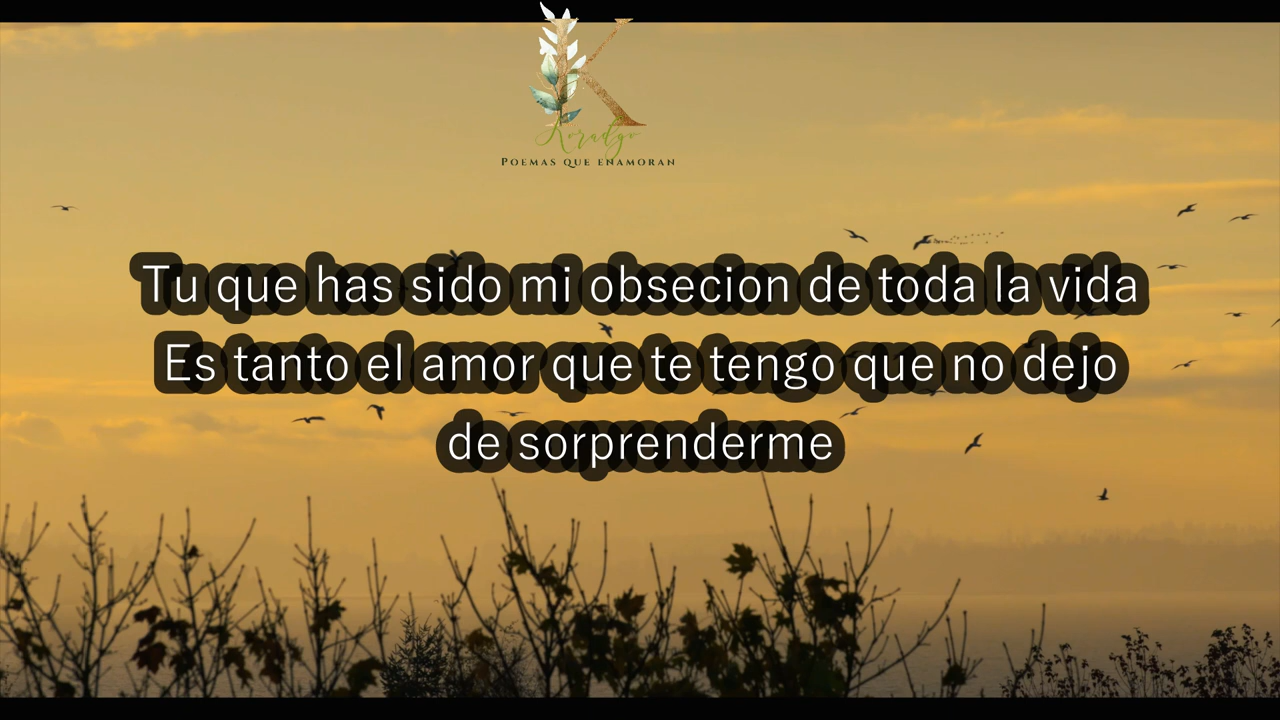 K
Koradgo
POEMAS QUE ENAMORAN
Tu que has sido mi obsecion de toda la vida
Es tanto el amor que te tengo que no dejo
de sorprenderme